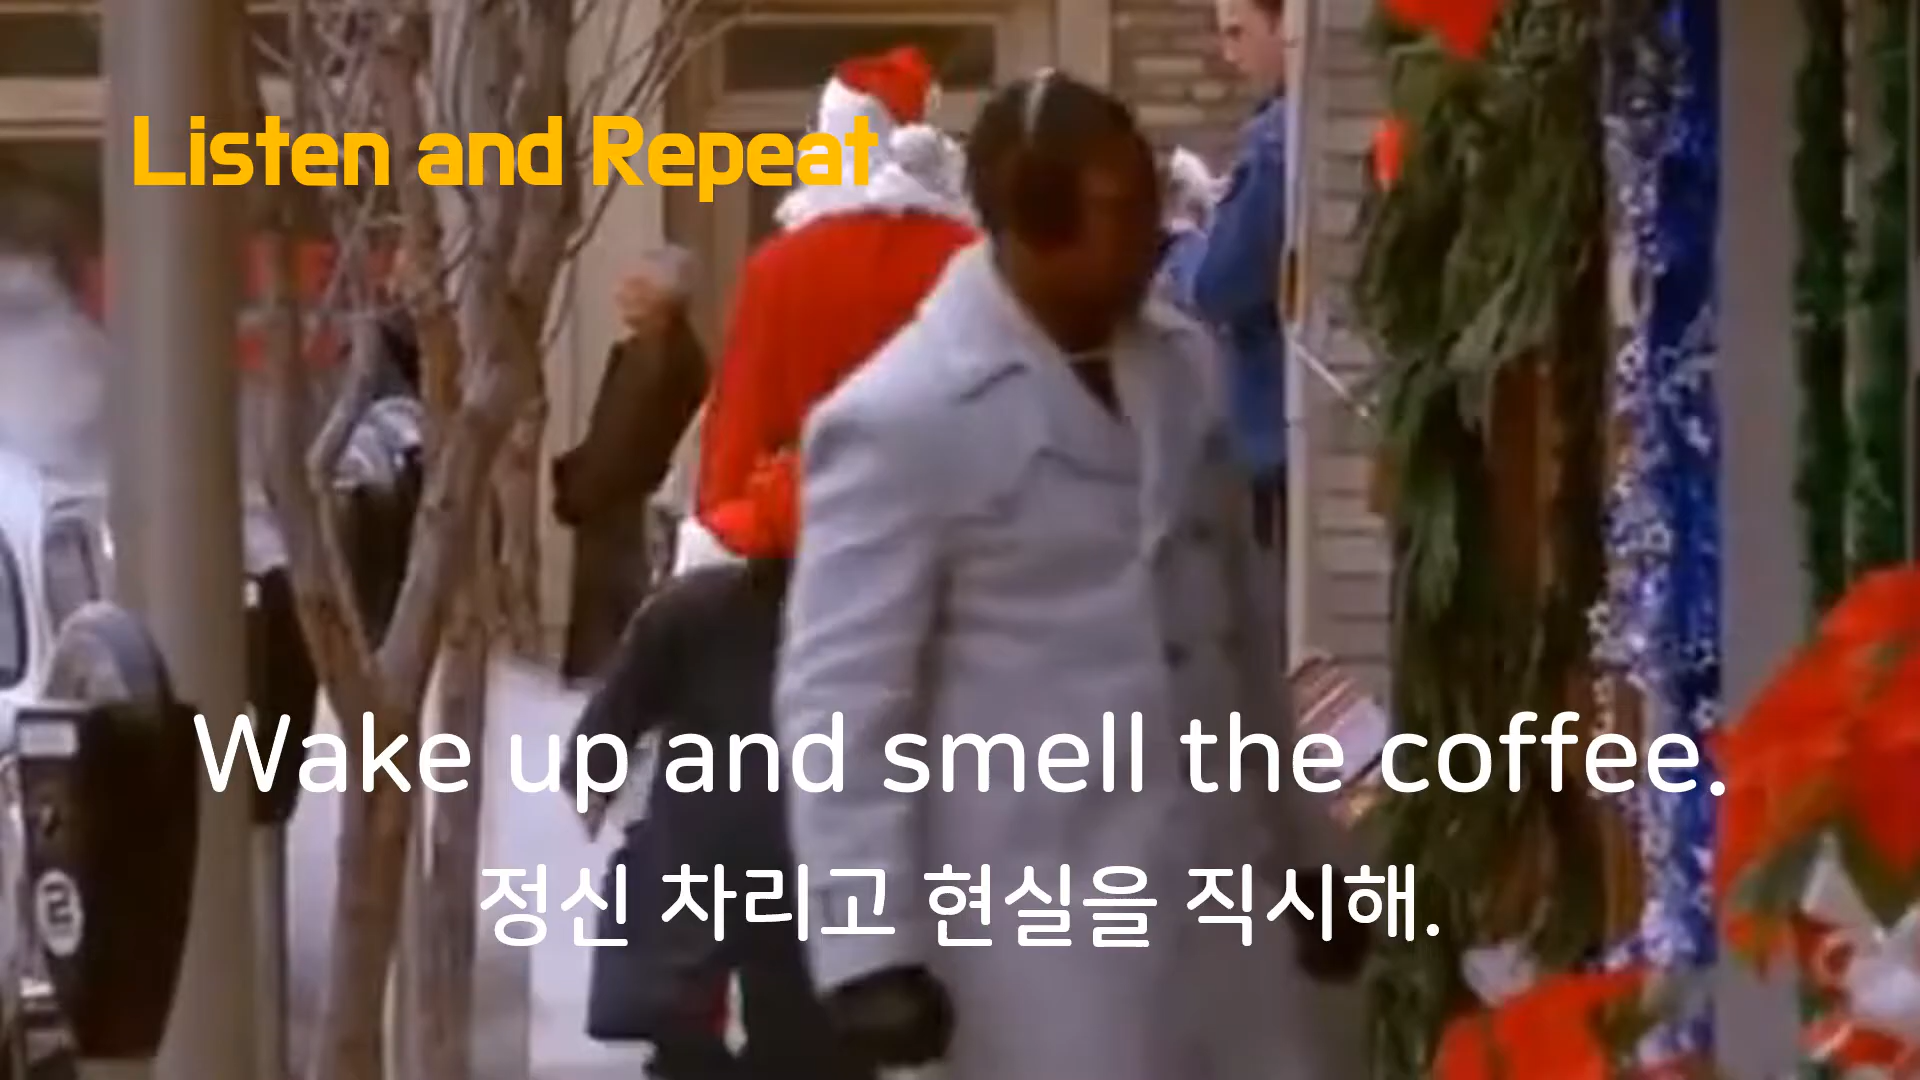 Listen and Repeat
Wake up and smell the coffee.
정신 차리고 현실을 직시해.